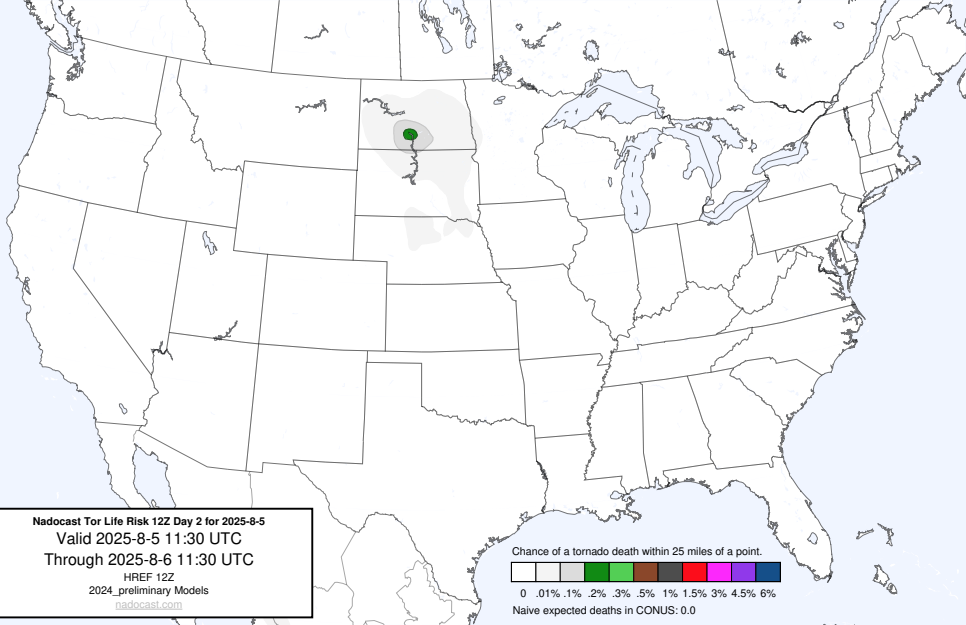 Nadocast Tor Life Risk 12Z Day 2 for 2025-8-5
Valid 2025-8-5 11:30 UTC
Through 2025-8-6 11:30 UTC
HREF 12Z
2024_preliminary Models
nadocast.com
Chance of a tornado death within 25 miles of a point.
0 .01% .1% .2% .3% .5% 1% 1.5% 3% 4.5% 6%
Naive expected deaths in CONUS: 0.0